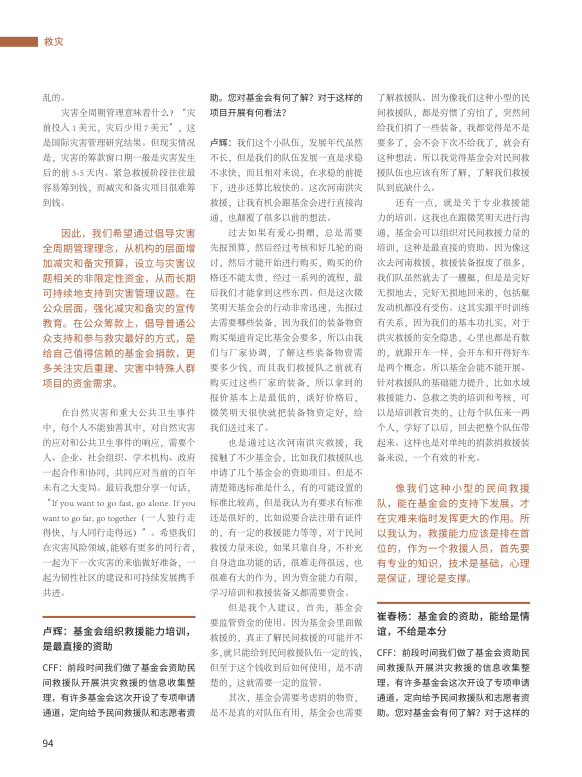 救灾
乱的。
灾害全周期管理意味着什么？“灾
前投入 1 美元，灾后少用 7 美元”，这
是国际灾害管理研究结果。但现实情况
是，灾害的筹款窗口期一般是灾害发生
后的前 3-5 天内。紧急救援阶段往往最
容易筹到钱，而减灾和备灾项目很难筹
到钱。
因此，我们希望通过倡导灾害
全周期管理理念，从机构的层面增
加减灾和备灾预算，设立与灾害议
题相关的非限定性资金，从而长期
可持续地支持到灾害管理议题。在
公众层面，强化减灾和备灾的宣传
教育。在公众筹款上，倡导普通公
众支持和参与救灾最好的方式，是
给自己值得信赖的基金会捐款，更
多关注灾后重建、灾害中特殊人群
项目的资金需求。
在自然灾害和重大公共卫生事件
中，每个人不能独善其中，对自然灾害
的应对和公共卫生事件的响应，需要个
人、企业、社会组织、学术机构、政府
一起合作和协同，共同应对当前的百年
未有之大变局。最后我想分享一句话，
“If you want to go fast, go alone. If you
want to go far, go together（一人独行走
得快，与人同行走得远）”。希望我们
在灾害风险领域,能够有更多的同行者,
一起为下一次灾害的来临做好准备，一
起为韧性社区的建设和可持续发展携手
共进。
卢辉：基金会组织救援能力培训，
是最直接的资助
CFF：前段时间我们做了基金会资助民
间救援队开展洪灾救援的信息收集整
理，有许多基金会这次开设了专项申请
通道，定向给予民间救援队和志愿者资
助。您对基金会有何了解？对于这样的
项目开展有何看法?
卢辉：我们这个小队伍，发展年代虽然
不长，但是我们的队伍发展一直是求稳
不求快，而且相对来说，在求稳的前提
下，进步还算比较快的。这次河南洪灾
救援，让我有机会跟基金会进行直接沟
通，也颠覆了很多以前的想法。
过去如果有爱心捐赠，总是需要
先报预算，然后经过考核和好几轮的商
讨，然后才能开始进行购买，购买的价
格还不能太贵，经过一系列的流程，最
后我们才能拿到这些东西。但是这次微
笑明天基金会的行动非常迅速，先报过
去需要哪些装备，因为我们的装备物资
购买渠道肯定比基金会要多，所以由我
们与厂家协调，了解这些装备物资需
要多少钱，而且我们救援队之前就有
购买过这些厂家的装备，所以拿到的
报价基本上是最低的，谈好价格后，
微笑明天很快就把装备物资定好，给
我们送过来了。
也是通过这次河南洪灾救援，我
接触了不少基金会，比如我们救援队也
申请了几个基金会的资助项目。但是不
清楚筛选标准是什么，有的可能设置的
标准比较高，但是我认为有要求有标准
还是很好的，比如说要合法注册有证件
的，有一定的救援能力等等，对于民间
救援力量来说，如果只靠自身，不补充
自身造血功能的话，很难走得很远，也
很难有大的作为，因为资金能力有限，
学习培训和救援装备又都需要资金。
但是我个人建议，首先，基金会
要监管资金的使用。因为基金会里面做
救援的，真正了解民间救援的可能并不
多,就只能给到民间救援队伍一定的钱,
但至于这个钱收到后如何使用，是不清
楚的，这就需要一定的监管。
其次，基金会需要考虑捐的物资，
是不是真的对队伍有用，基金会也需要
了解救援队。因为像我们这种小型的民
间救援队，都是穷惯了穷怕了，突然间
给我们捐了一些装备，我都觉得是不是
要多了，会不会下次不给我了，就会有
这种想法。所以我觉得基金会对民间救
援队伍也应该有所了解，了解我们救援
队到底缺什么。
还有一点，就是关于专业救援能
力的培训。这我也在跟微笑明天进行沟
通，基金会可以组织对民间救援力量的
培训，这种是最直接的资助。因为像这
次去河南救援，救援装备报废了很多，
我们队虽然就去了一艘艇，但是是完好
无损地去，完好无损地回来的，包括艇
发动机都没有受伤。这其实跟平时训练
有关系，因为我们的基本功扎实，对于
洪灾救援的安全隐患，心里也都是有数
的，就跟开车一样，会开车和开得好车
是两个概念。所以基金会能不能开展、
针对救援队的基础能力提升，比如水域
救援能力、急救之类的培训和考核，可
以是培训教官类的，让每个队伍来一两
个人，学好了以后，回去把整个队伍带
起来。这样也是对单纯的捐款捐救援装
备来说，一个有效的补充。
像我们这种小型的民间救援
队，能在基金会的支持下发展，才
在灾难来临时发挥更大的作用。所
以我认为，救援能力应该是排在首
位的，作为一个救援人员，首先要
有专业的知识，技术是基础，心理
是保证，理论是支撑。
崔春杨：基金会的资助，能给是情
谊，不给是本分
CFF：前段时间我们做了基金会资助民
间救援队开展洪灾救援的信息收集整
理，有许多基金会这次开设了专项申请
通道，定向给予民间救援队和志愿者资
助。您对基金会有何了解？对于这样的
94